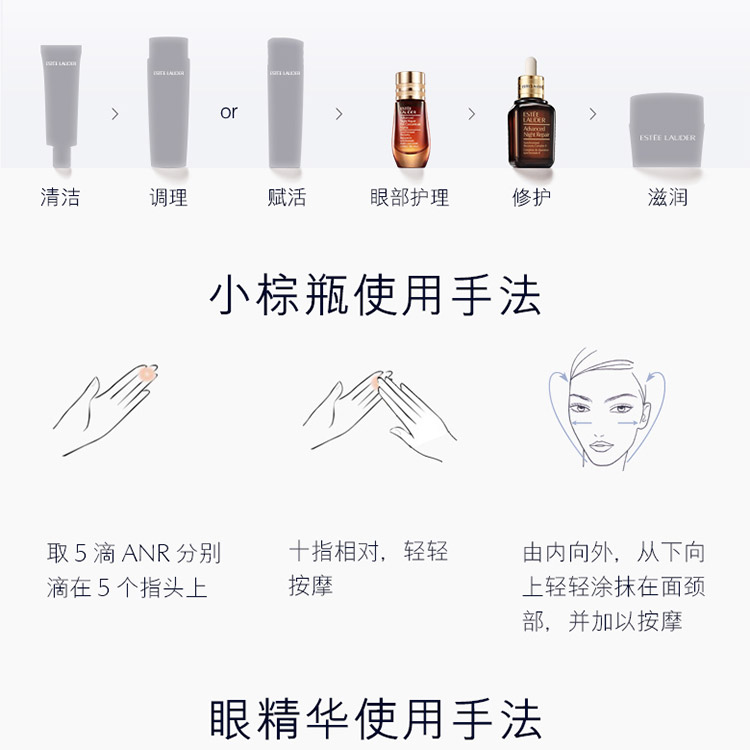 ESTĒE LAUDER
ESTĒE LAUDER
or
ESTĒE LAUDER
ESTĒE
LAUDER
ESTĒE
LAUDER
Advanced
Night Repair
ESTĒE LAUDER
清洁
调理
赋活
眼部护理
修护
滋润
小棕瓶使用手法
取 5 滴 ANR 分别
滴在 5 个指头上
十指相对，轻轻
按摩
由内向外，从下向
上轻轻涂抹在面颈
部，并加以按摩
眼精华使用手法